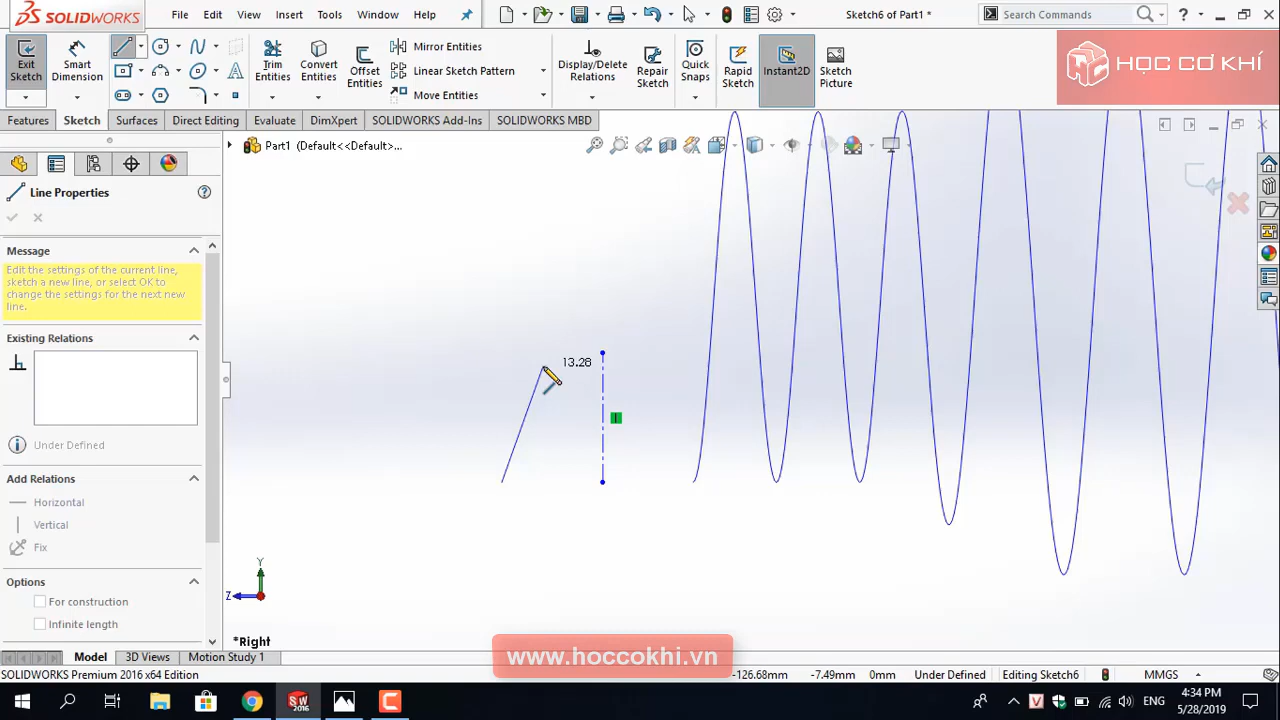 SOLIDWORKS
File Edit View Insert Tools Window Help
Sketch6 of Part1 *
Search Commands
Exit Sketch
Smart Dimension
Trim Entities
Convert Entities
Offset Entities
Mirror Entities
Linear Sketch Pattern
Move Entities
Display/Delete Relations
Repair Sketch
Quick Snaps
Rapid Sketch
Instant2D
Sketch Picture
HỌC CƠ KHÍ
Features Sketch Surfaces Direct Editing Evaluate DimXpert SOLIDWORKS Add-Ins SOLIDWORKS MBD
Part1 (Default<<Default>...
Line Properties
Message
Edit the settings of the current line,
sketch a new line, or select OK to
change the settings for the next new
line.
Existing Relations
Under Defined
Add Relations
Horizontal
Vertical
Fix
Options
For construction
Infinite length
13.28
Y
Z
*Right
www.hoccokhi.vn
Model 3D Views Motion Study 1
SOLIDWORKS Premium 2016 x64 Edition
-126.68mm -7.49mm 0mm Under Defined Editing Sketch6 MMGS
SW 2016
ENG
4:34 PM
5/28/2019